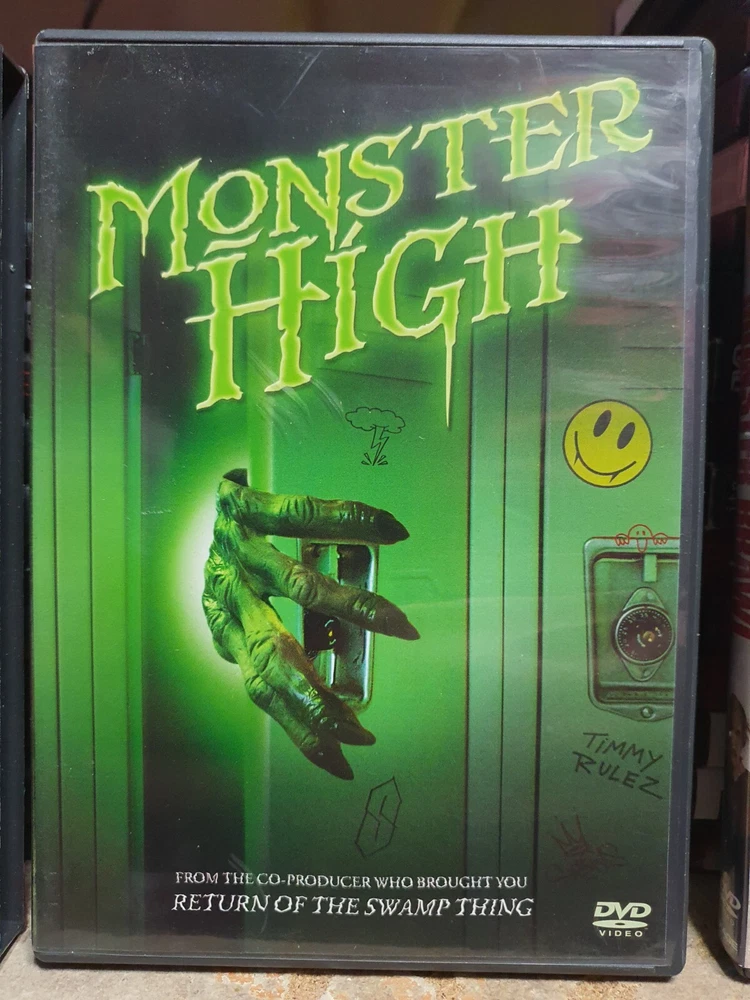 MONSTER
HIGH
TIMMY
RULEZ
S
FROM THE CO-PRODUCER WHO BROUGHT YOU
RETURN OF THE SWAMP THING
DVD
VIDEO